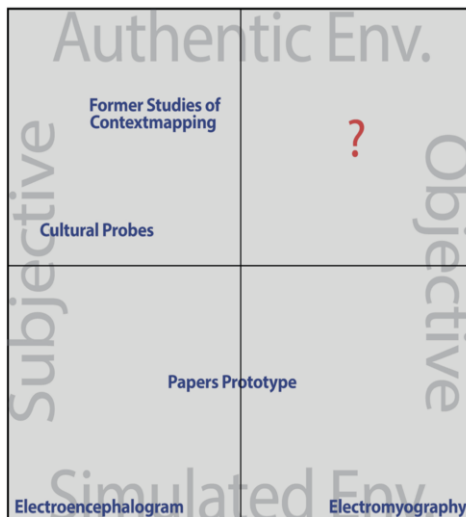 Authentic Env.
Former Studies of
Contextmapping
?
Subjective
Objective
Cultural Probes
Papers Prototype
Simulated Env.
Electroencephalogram
Electromyography